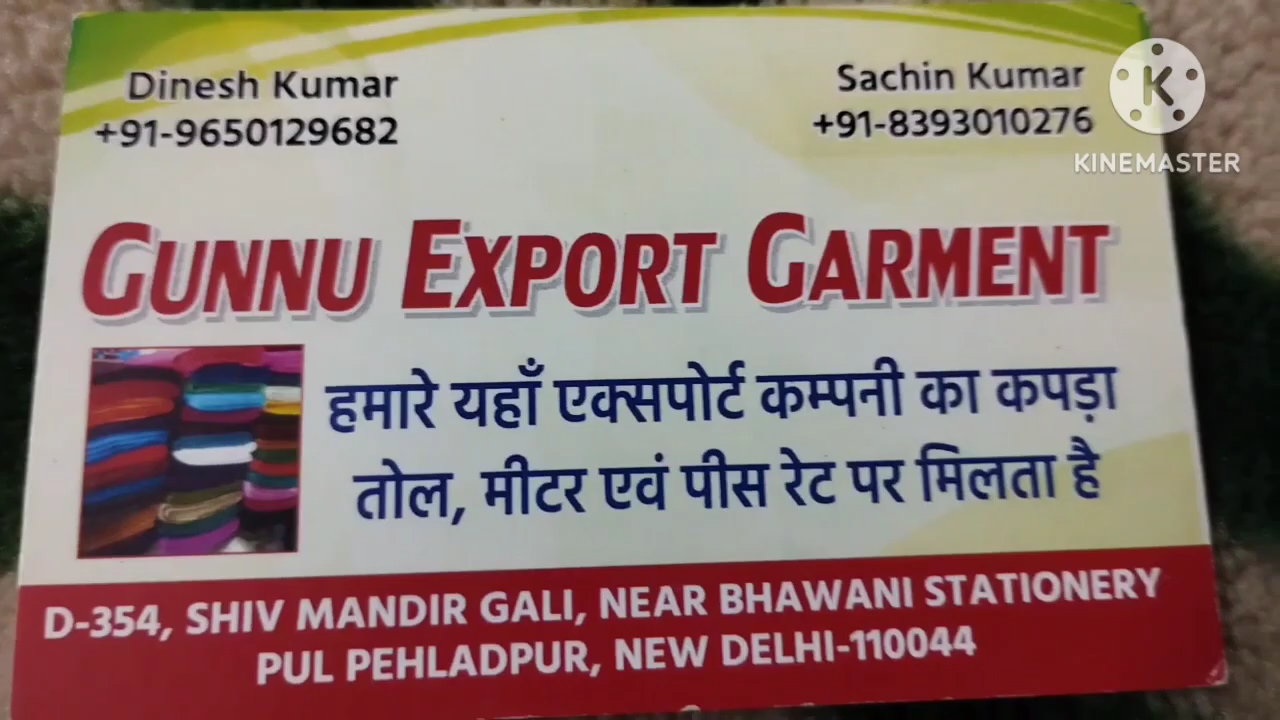 Dinesh Kumar
+91-9650129682
Sachin Kumar
+91-8393010276
K
KINEMASTER
GUNNU EXPORT GARMENT
हमारे यहाँ एक्सपोर्ट कम्पनी का कपड़ा
तोल, मीटर एवं पीस रेट पर मिलता है
D-354, SHIV MANDIR GALI, NEAR BHAWANI STATIONERY
PUL PEHLADPUR, NEW DELHI-110044